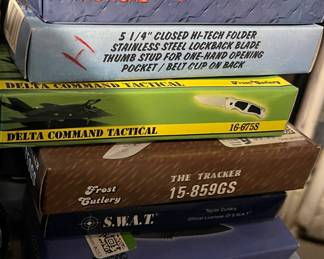 5 1/4" CLOSED HI-TECH FOLDER
STAINLESS STEEL LOCKBACK BLADE
THUMB STUD FOR ONE-HAND OPENING
POCKET / BELT CLIP ON BACK
DELTA COMMAND TACTICAL
Frost Cutlery
DELTA COMMAND TACTICAL
16-675S
Frost
Cutlery
THE TRACKER
15-859GS
S.W.A.T.
Taylor Cutlery